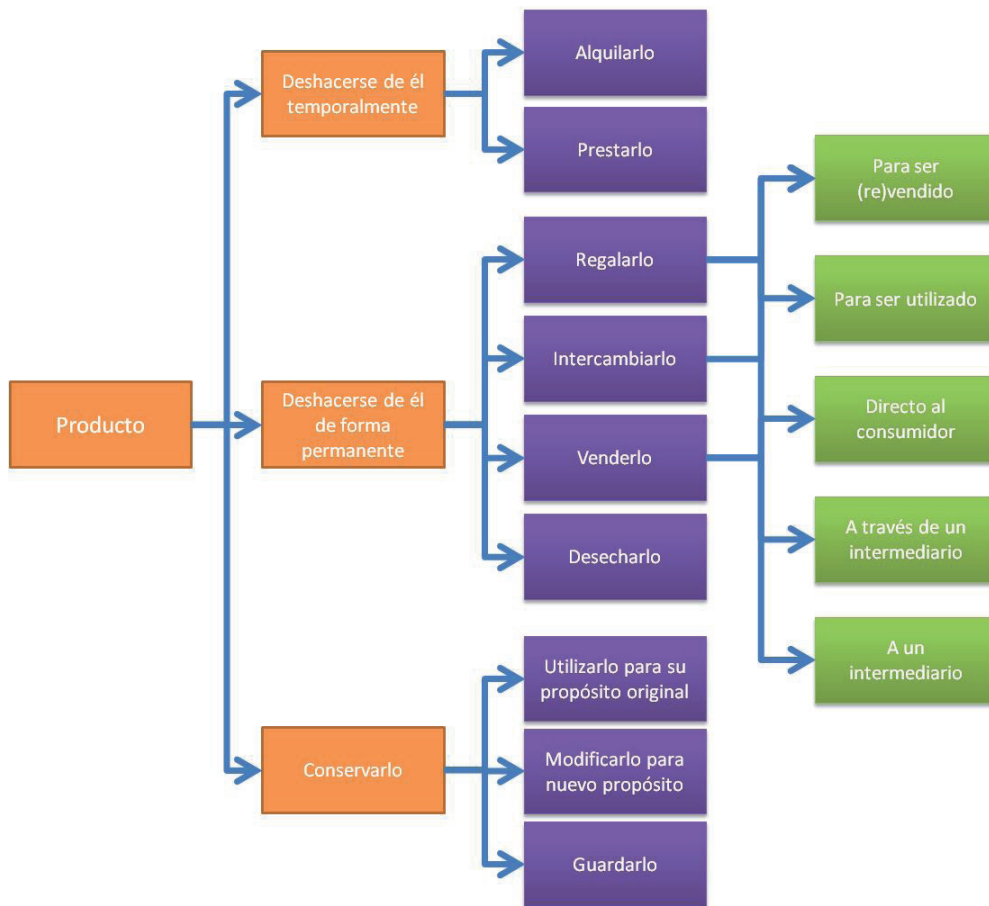 Producto
Deshacerse de él
temporalmente
Deshacerse de él
de forma
permanente
Conservarlo
Alquilarlo
Prestarlo
Regalarlo
Intercambiarlo
Venderlo
Desecharlo
Utilizarlo para su
propósito original
Modificarlo para
nuevo propósito
Guardarlo
Para ser
(re)vendido
Para ser utilizado
Directo al
consumidor
A través de un
intermediario
A un
intermediario